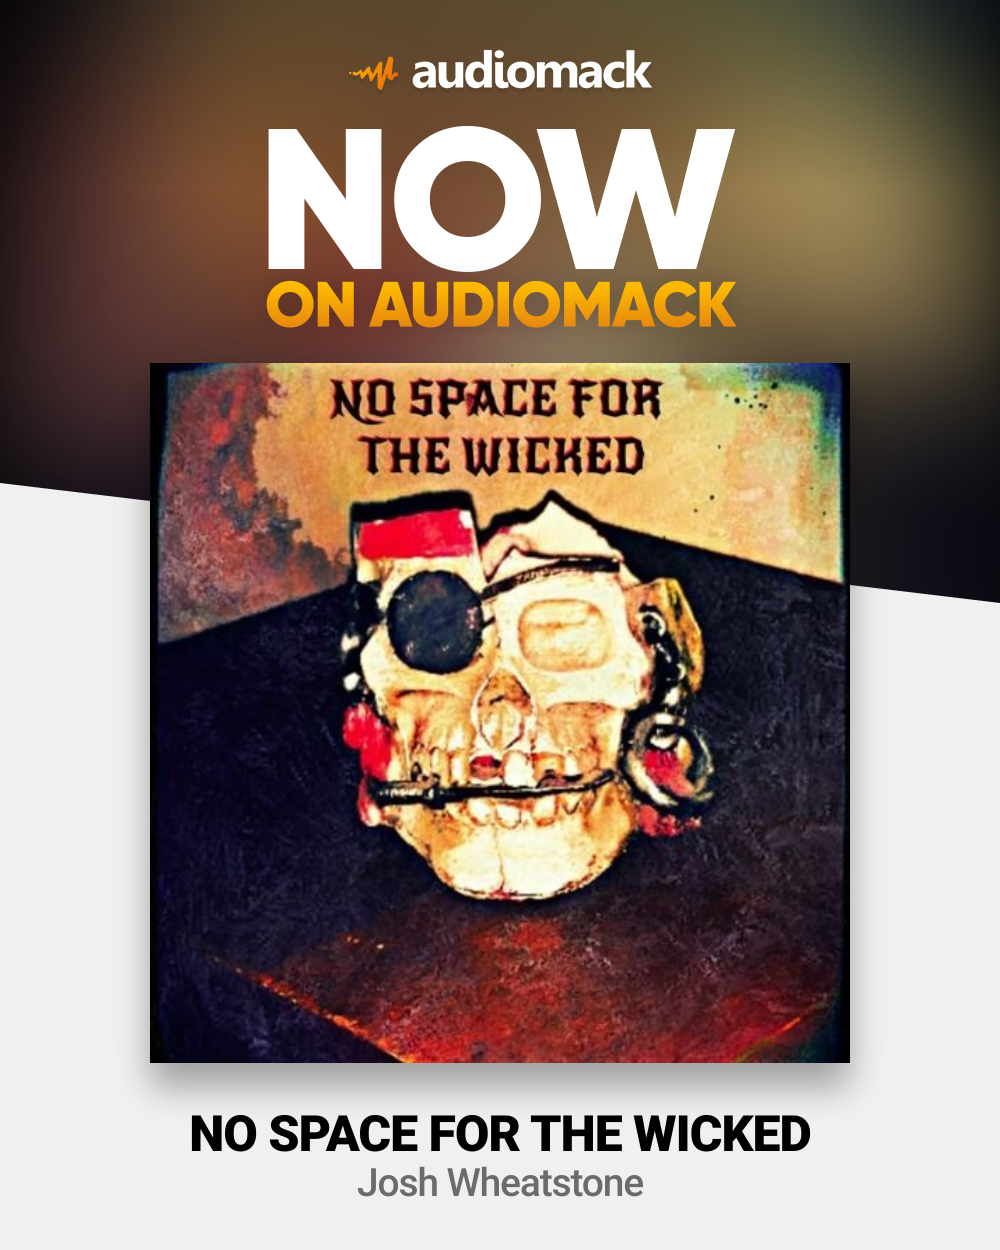 audiomack
NOW
ON AUDIOMACK
NO SPACE FOR
THE WICKED
NO SPACE FOR THE WICKED
Josh Wheatstone